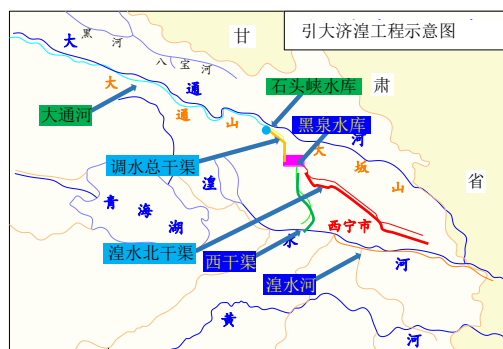 引大济湟工程示意图
甘
肃
省
大
通
河
黑河
八宝河
石头峡水库
大通河
大
通
山
黑泉水库
大
坂
山
调水总干渠
湟
水
河
青
海
湖
西宁市
湟水北干渠
西干渠
湟水河
黄
河